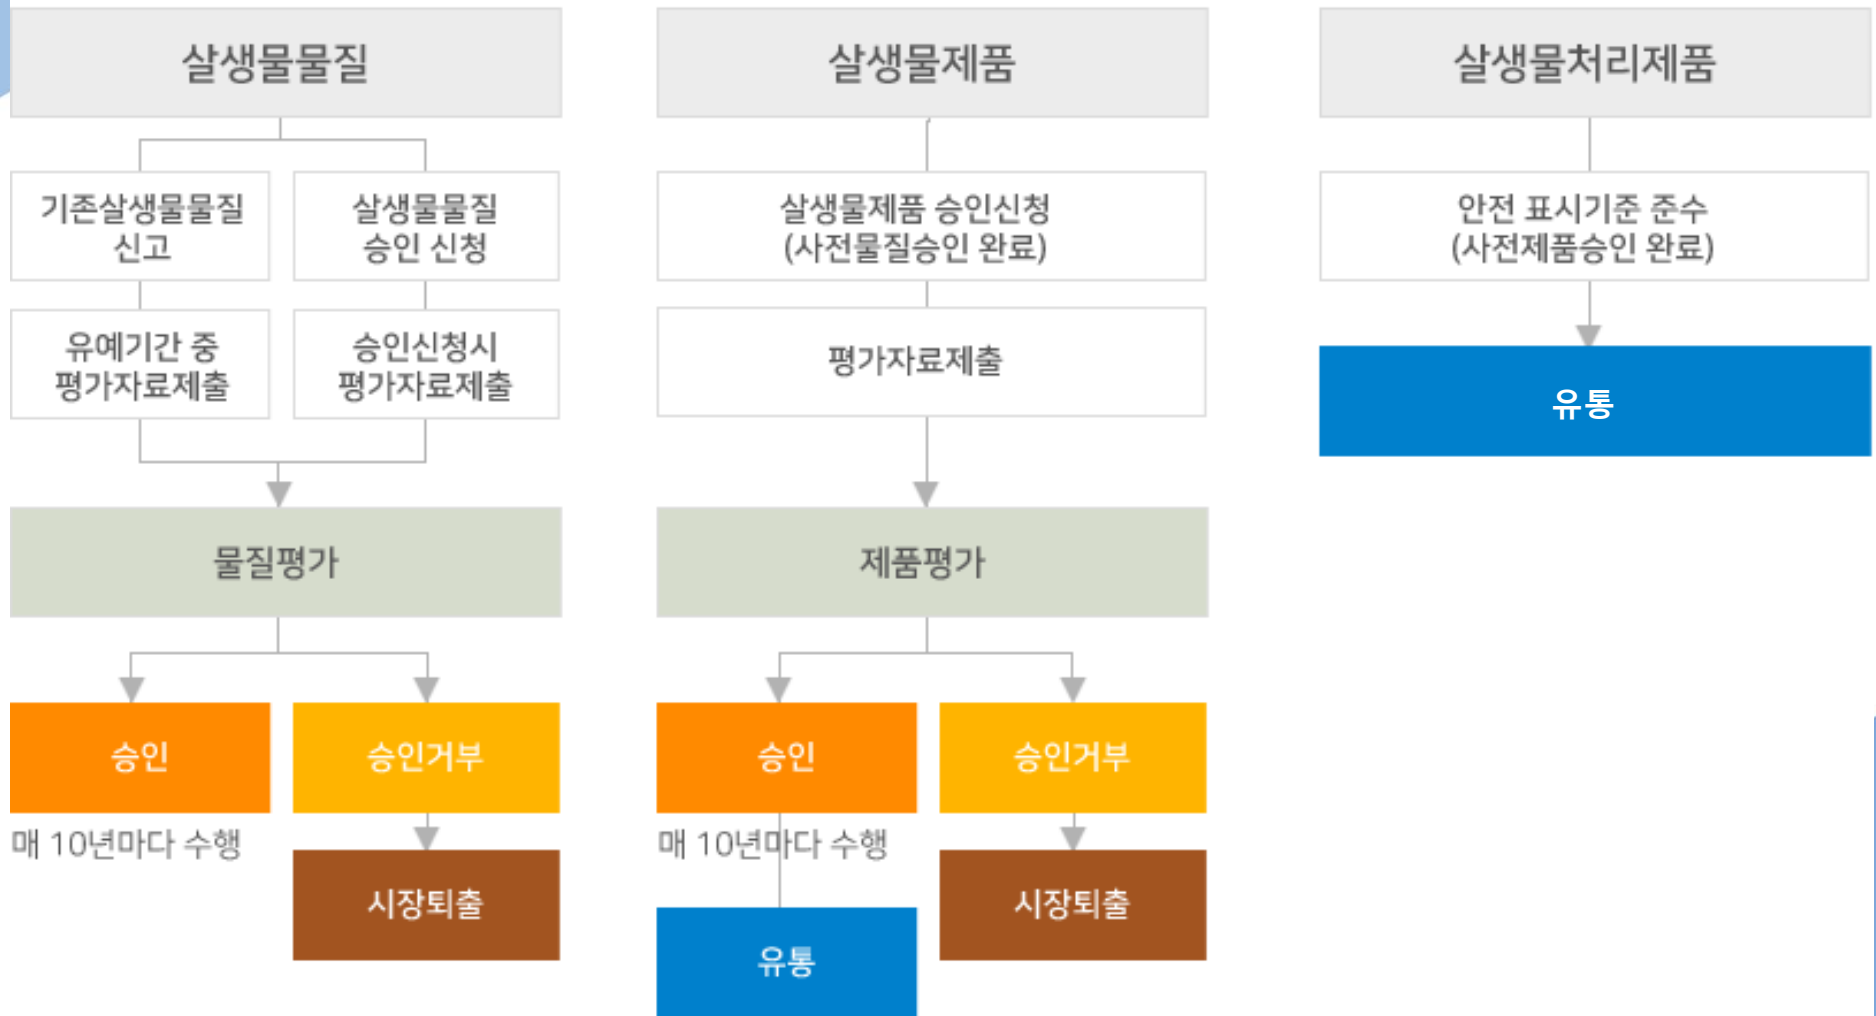 살생물물질
기존살생물물질
신고
살생물물질
승인 신청
유예기간 중
평가자료제출
승인신청시
평가자료제출
물질평가
승인
승인거부
매 10년마다 수행
시장퇴출
살생물제품
살생물제품 승인신청
(사전물질승인 완료)
평가자료제출
제품평가
승인
승인거부
매 10년마다 수행
시장퇴출
유통
살생물처리제품
안전 표시기준 준수
(사전제품승인 완료)
유통